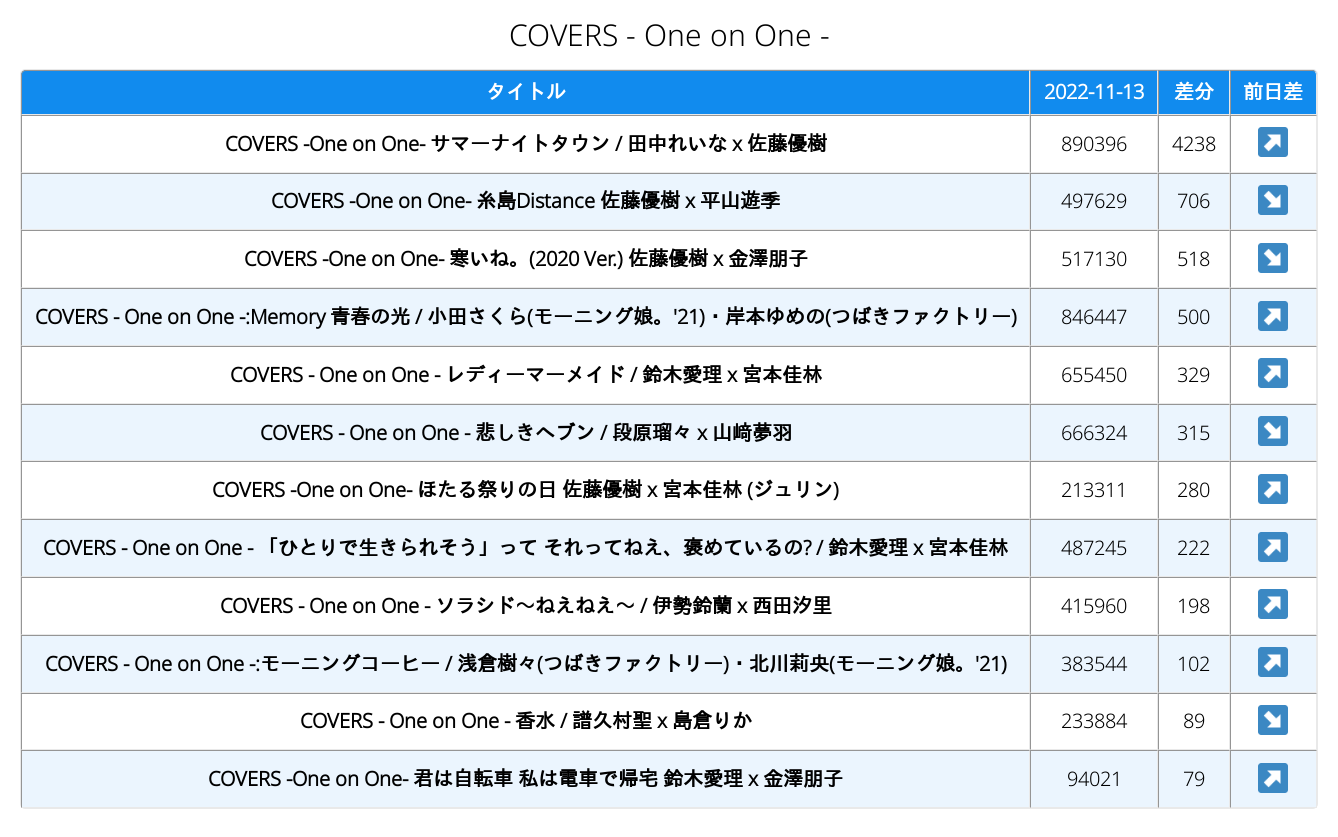 COVERS - One on One -
タイトル 2022-11-13 差分 前日差
COVERS -One on One- サマーナイトタウン / 田中れいな x 佐藤優樹 890396 4238
COVERS -One on One- 糸島Distance 佐藤優樹 x 平山遊季 497629 706
COVERS -One on One- 寒いね。(2020 Ver.) 佐藤優樹 x 金澤朋子 517130 518
COVERS - One on One -:Memory 青春の光 / 小田さくら(モーニング娘。'21)・岸本ゆめの(つばきファクトリー) 846447 500
COVERS - One on One - レディーマーメイド / 鈴木愛理 x 宮本佳林 655450 329
COVERS - One on One - 悲しきヘブン / 段原瑠々 x 山﨑夢羽 666324 315
COVERS -One on One- ほたる祭りの日 佐藤優樹 x 宮本佳林 (ジュリン) 213311 280
COVERS - One on One - 「ひとりで生きられそう」って それってねえ、褒めているの? / 鈴木愛理 x 宮本佳林 487245 222
COVERS - One on One - ソラシド〜ねえねえ〜 / 伊勢鈴蘭 x 西田汐里 415960 198
COVERS - One on One -:モーニングコーヒー / 浅倉樹々(つばきファクトリー)・北川莉央(モーニング娘。'21) 383544 102
COVERS - One on One - 香水 / 譜久村聖 x 島倉りか 233884 89
COVERS -One on One- 君は自転車 私は電車で帰宅 鈴木愛理 x 金澤朋子 94021 79